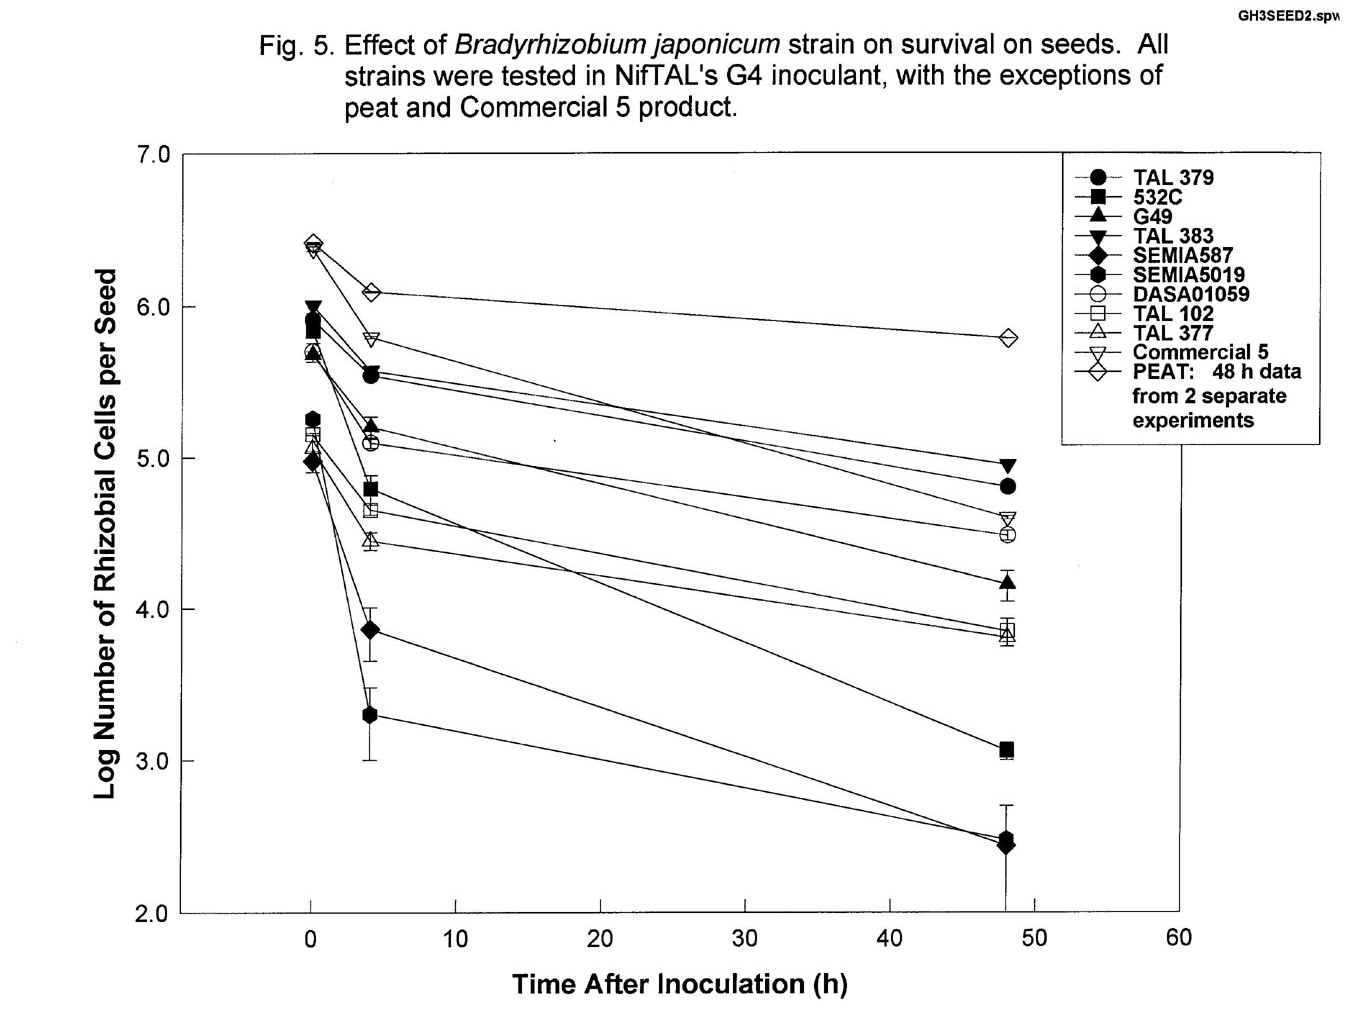 GH3SEED2.spw
Fig. 5. Effect of Bradyrhizobium japonicum strain on survival on seeds. All
strains were tested in NifTAL's G4 inoculant, with the exceptions of
peat and Commercial 5 product.
7.0
6.0
5.0
4.0
3.0
2.0
Log Number of Rhizobial Cells per Seed
TAL 379
532C
G49
TAL 383
SEMIA587
SEMIA5019
DASA01059
TAL 102
TAL 377
Commercial 5
PEAT: 48 h data
from 2 separate
experiments
0 10 20 30 40 50 60
Time After Inoculation (h)